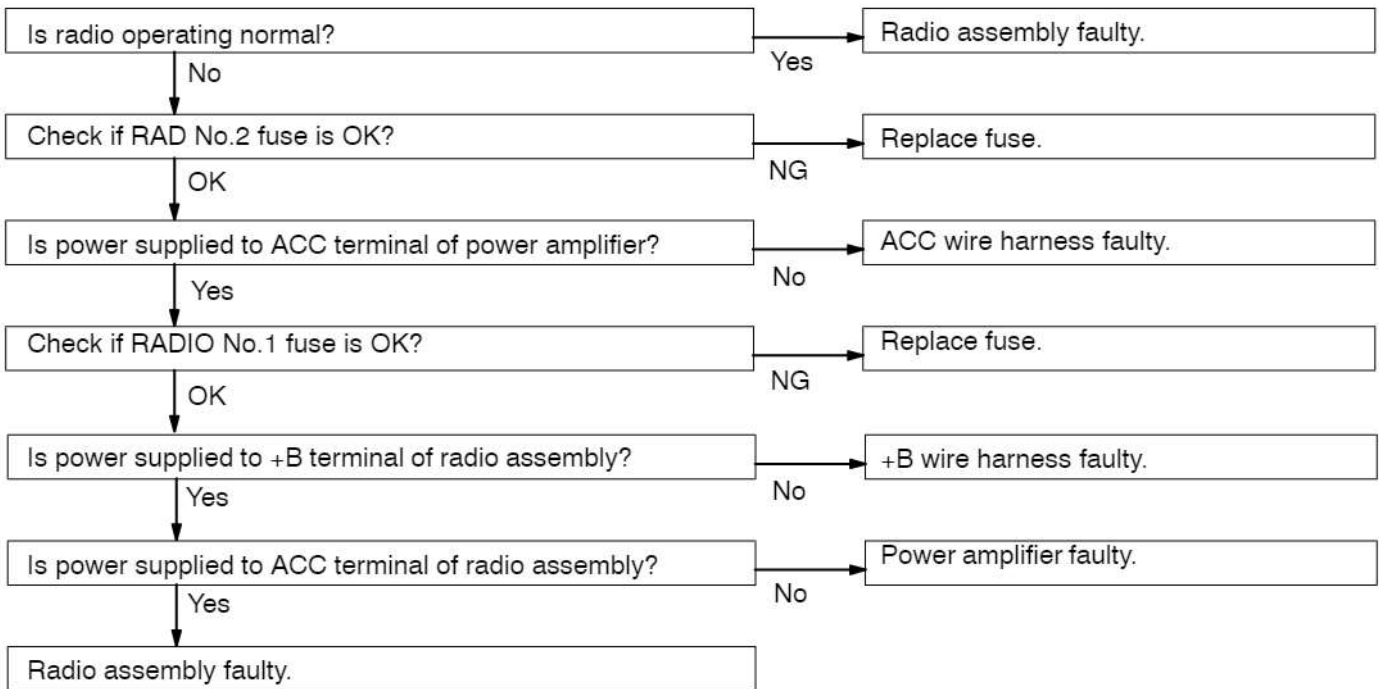 Is radio operating normal?
Yes
Radio assembly faulty.
No
Check if RAD No.2 fuse is OK?
NG
Replace fuse.
OK
Is power supplied to ACC terminal of power amplifier?
No
ACC wire harness faulty.
Yes
Check if RADIO No.1 fuse is OK?
NG
Replace fuse.
OK
Is power supplied to +B terminal of radio assembly?
No
+B wire harness faulty.
Yes
Is power supplied to ACC terminal of radio assembly?
No
Power amplifier faulty.
Yes
Radio assembly faulty.